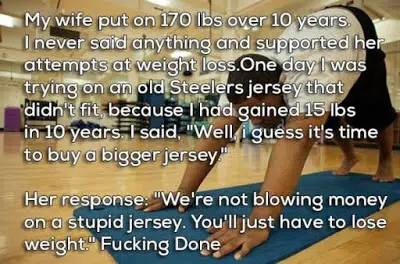 My wife put on 170 lbs over 10 years.
I never said anything and supported her
attempts at weight loss.One day I was
trying on an old Steelers jersey that
didn't fit, because I had gained 15 lbs
in 10 years. I said, "Well, i guess it's time
to buy a bigger jersey."
Her response: "We're not blowing money
on a stupid jersey. You'll just have to lose
weight." Fucking Done